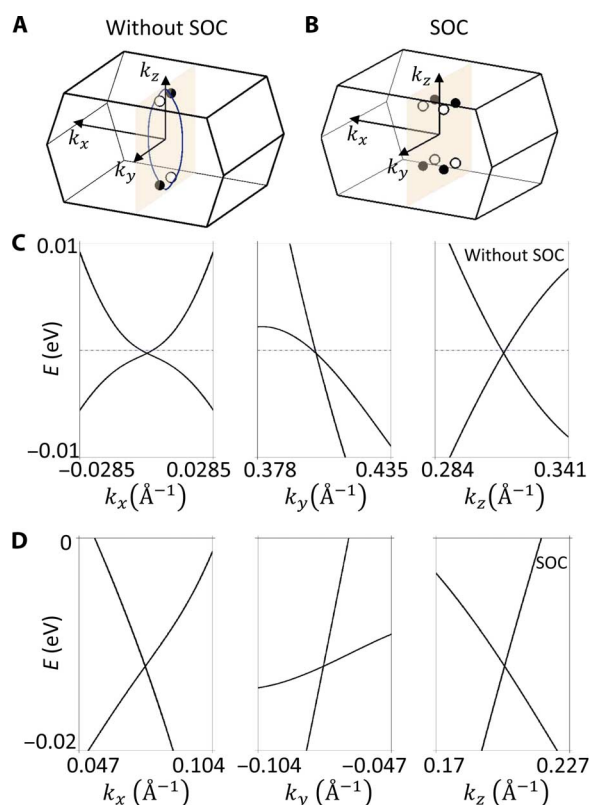 A Without SOC
B SOC
k_z
k_x
k_y
k_z
k_x
k_y
C
E (eV)
0.01
-0.01
Without SOC
-0.0285 0.0285
k_x(Å⁻¹)
0.378 0.435
k_y(Å⁻¹)
0.284 0.341
k_z(Å⁻¹)
D
E (eV)
0
-0.02
SOC
0.047 0.104
k_x (Å⁻¹)
-0.104 -0.047
k_y (Å⁻¹)
0.17 0.227
k_z (Å⁻¹)